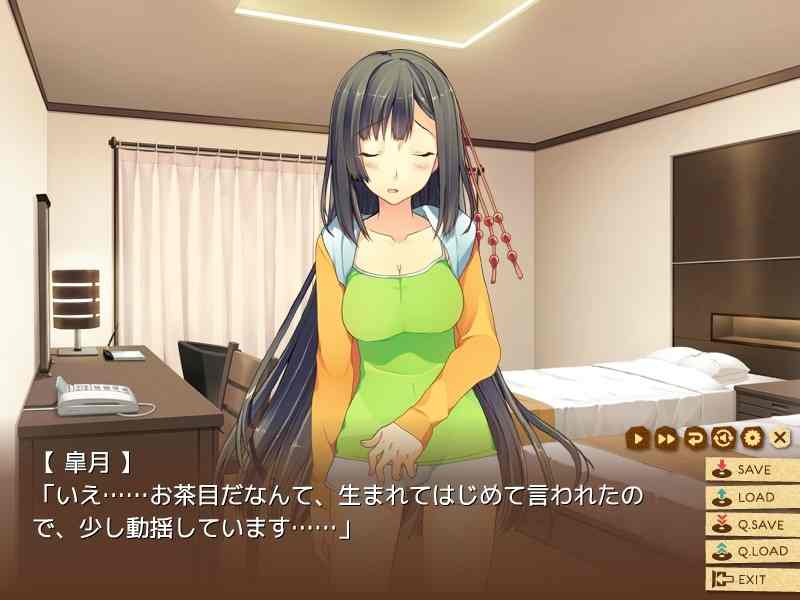 【 皐月 】
「いえ……お茶目だなんて、生まれてはじめて言われたの
で、少し動揺しています……」
SAVE
LOAD
Q.SAVE
Q.LOAD
EXIT